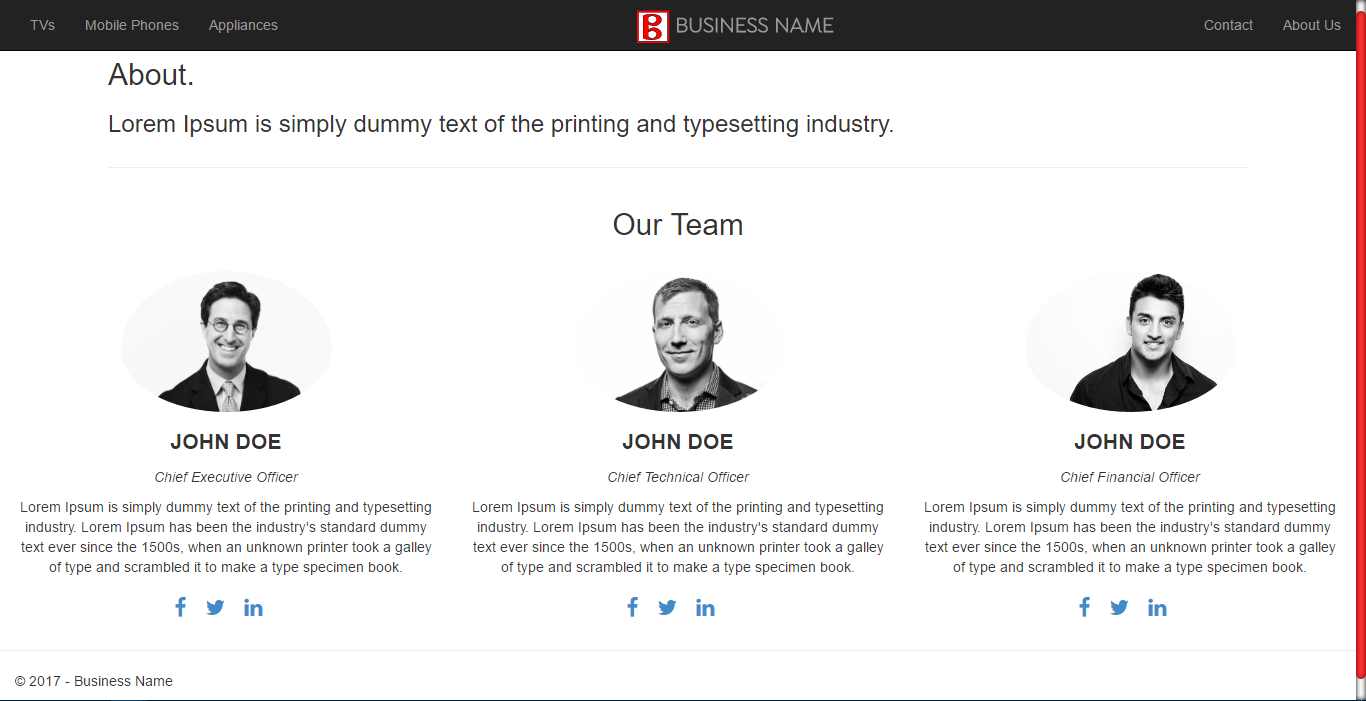 TVs Mobile Phones Appliances B BUSINESS NAME Contact About Us
About.
Lorem Ipsum is simply dummy text of the printing and typesetting industry.
Our Team
JOHN DOE
Chief Executive Officer
Lorem Ipsum is simply dummy text of the printing and typesetting
industry. Lorem Ipsum has been the industry's standard dummy
text ever since the 1500s, when an unknown printer took a galley
of type and scrambled it to make a type specimen book.
JOHN DOE
Chief Technical Officer
Lorem Ipsum is simply dummy text of the printing and typesetting
industry. Lorem Ipsum has been the industry's standard dummy
text ever since the 1500s, when an unknown printer took a galley
of type and scrambled it to make a type specimen book.
JOHN DOE
Chief Financial Officer
Lorem Ipsum is simply dummy text of the printing and typesetting
industry. Lorem Ipsum has been the industry's standard dummy
text ever since the 1500s, when an unknown printer took a galley
of type and scrambled it to make a type specimen book.
© 2017 - Business Name